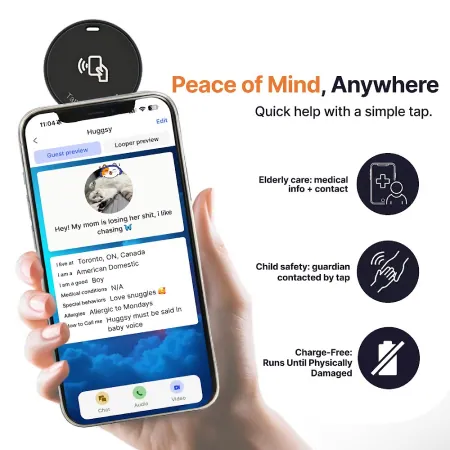 Peace of Mind, Anywhere
Quick help with a simple tap.
11:04
Huggsy
Edit
Guest preview
Looper preview
Hey! My mom is losing her shit, i like
chasing 🦋
I live at Toronto, ON, Canada
I am a American Domestic
I am a good Boy
Medical conditions N/A
Special behaviors Love snuggles 🥰
Allergies Allergic to Mondays
How to Call me Huggsy must be said in
baby voice
Chat
Audio
Video
Elderly care: medical
info + contact
Child safety: guardian
contacted by tap
Charge-Free:
Runs Until Physically
Damaged